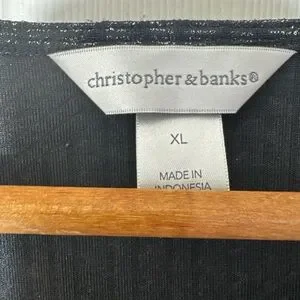 christopher & banks®
XL
MADE IN
INDONESIA